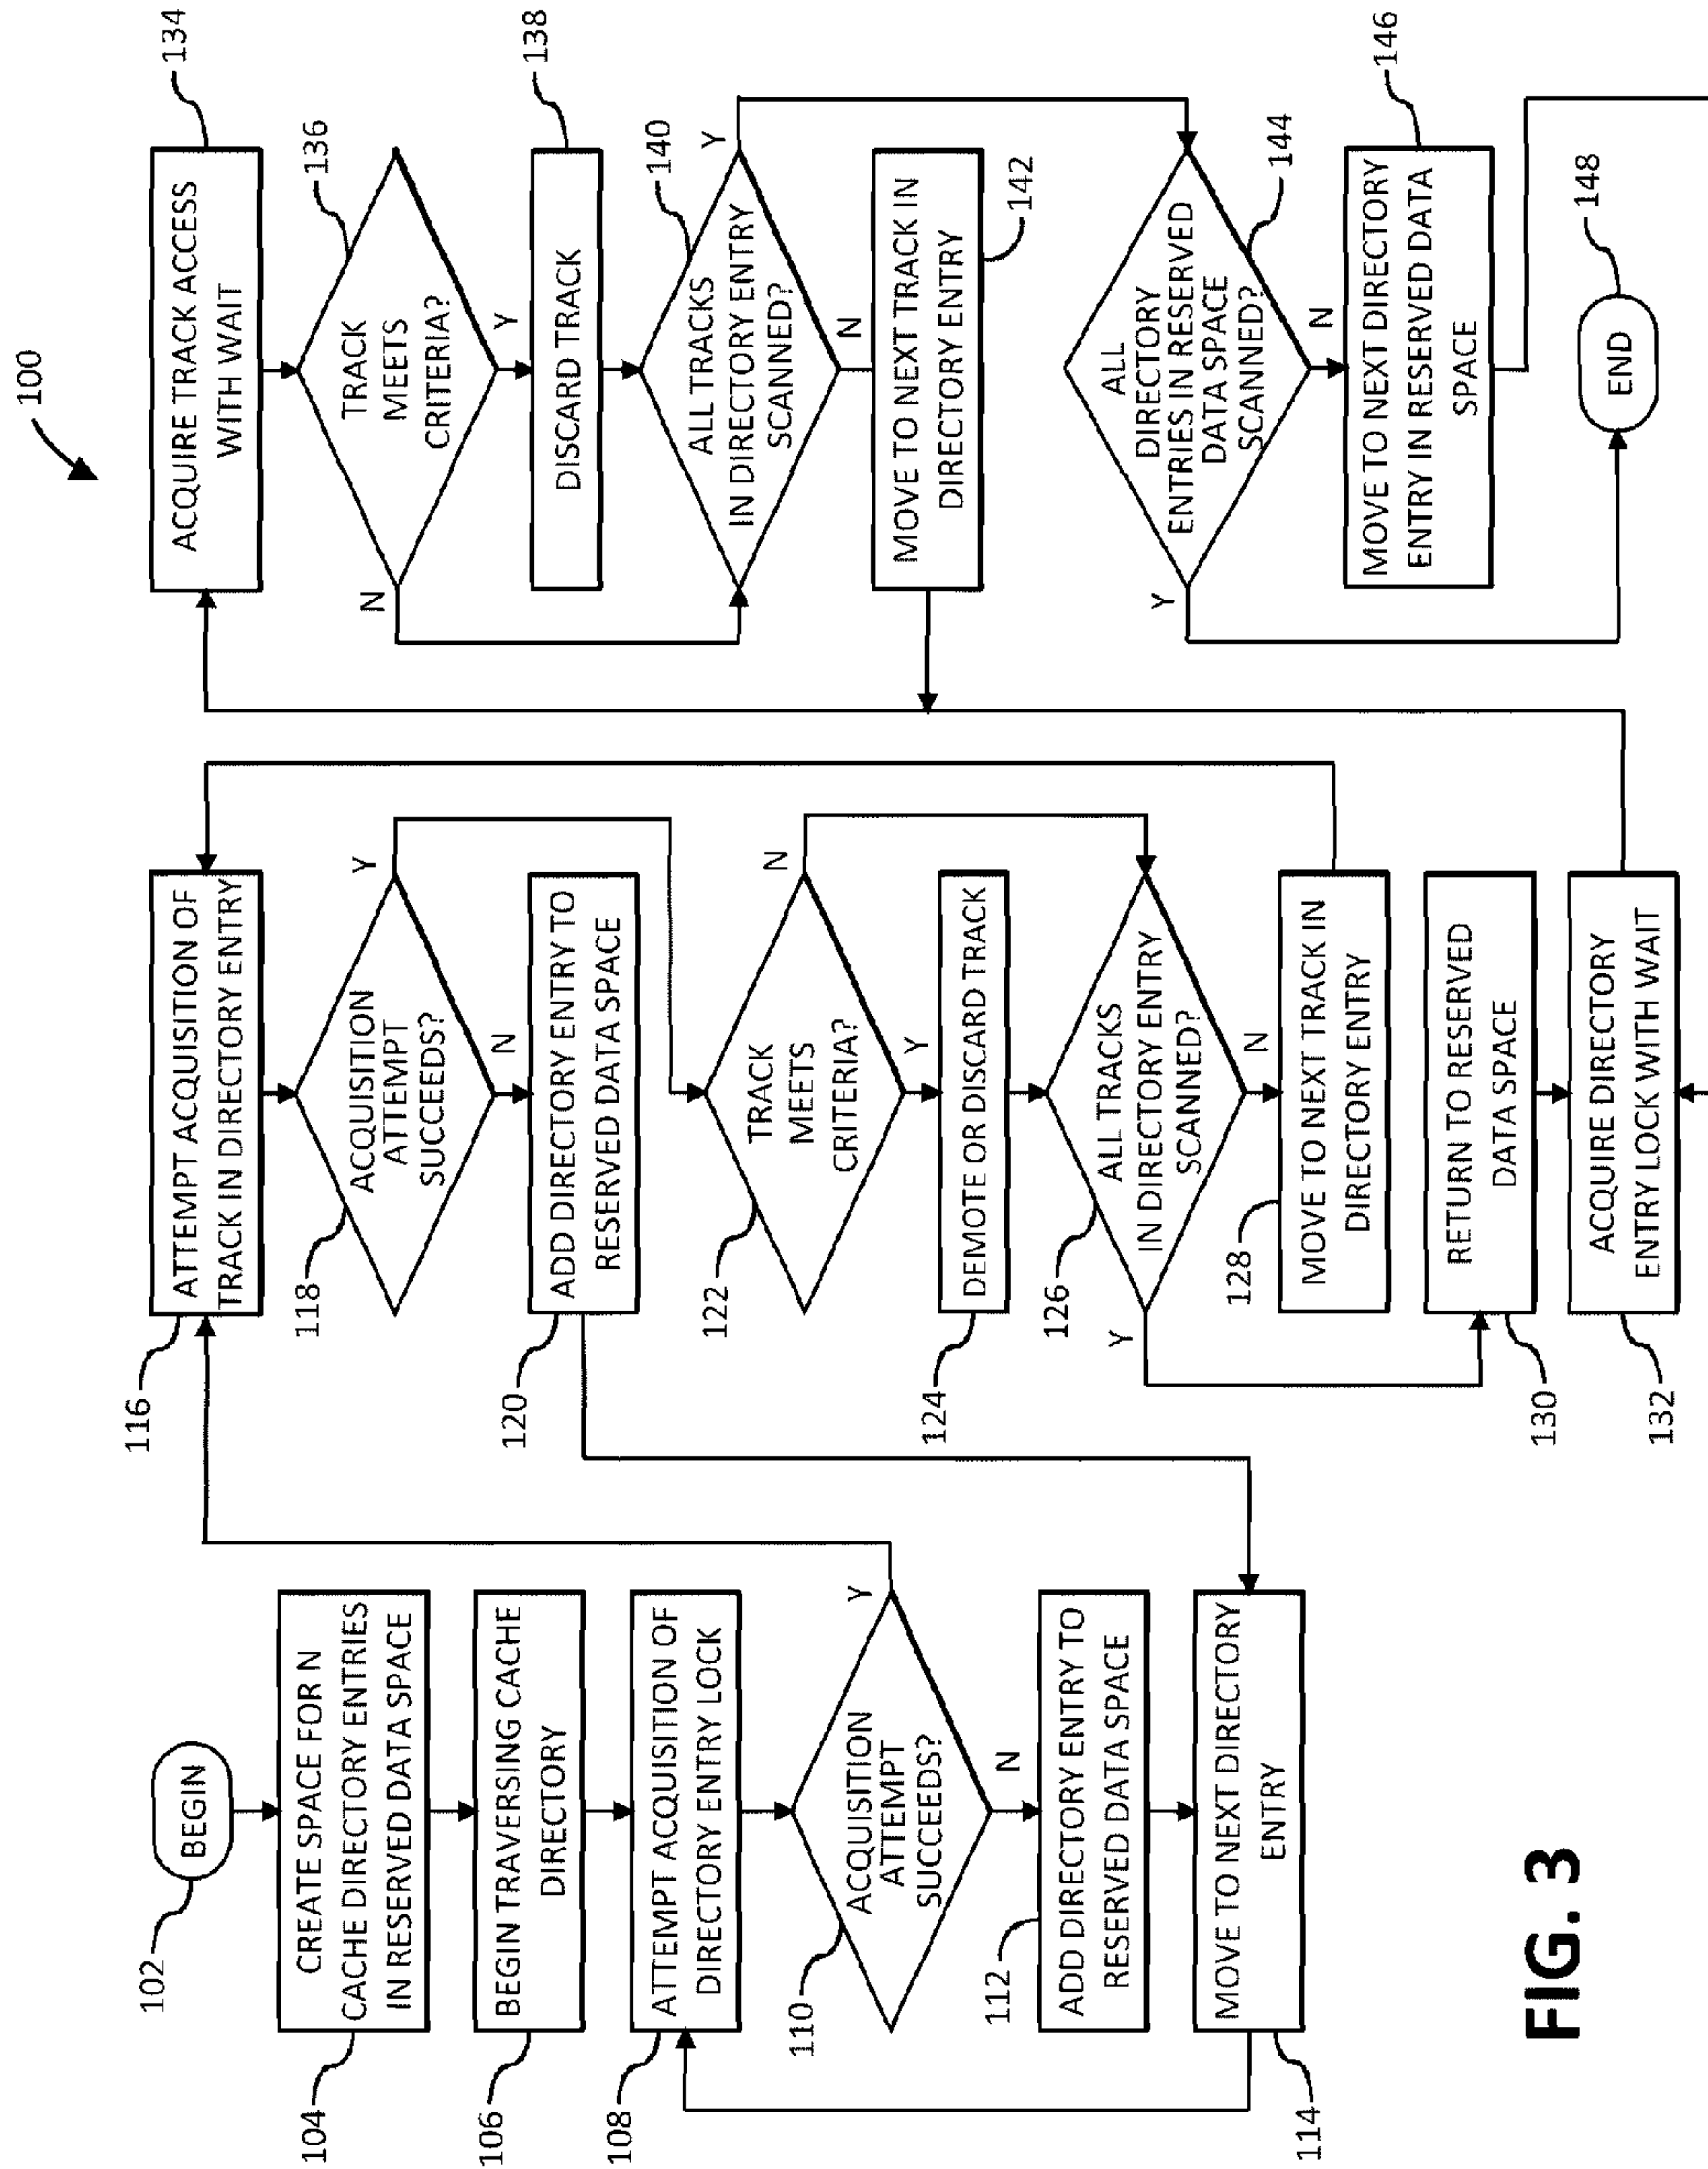 100
BEGIN
102
CREATE SPACE FOR N
CACHE DIRECTORY ENTRIES
IN RESERVED DATA SPACE
104
BEGIN TRAVERSING CACHE
DIRECTORY
106
ATTEMPT ACQUISITION OF
DIRECTORY ENTRY LOCK
108
ACQUISITION
ATTEMPT
SUCCEEDS?
110
Y
N
ADD DIRECTORY ENTRY TO
RESERVED DATA SPACE
112
MOVE TO NEXT DIRECTORY
ENTRY
114
ATTEMPT ACQUISITION OF
TRACK IN DIRECTORY ENTRY
116
ACQUISITION
ATTEMPT
SUCCEEDS?
118
Y
N
ADD DIRECTORY ENTRY TO
RESERVED DATA SPACE
120
TRACK
MEETS
CRITERIA?
122
N
Y
DEMOTE OR DISCARD TRACK
124
ALL TRACKS
IN DIRECTORY ENTRY
SCANNED?
126
Y
N
MOVE TO NEXT TRACK IN
DIRECTORY ENTRY
128
RETURN TO RESERVED
DATA SPACE
130
ACQUIRE DIRECTORY
ENTRY LOCK WITH WAIT
132
ACQUIRE TRACK ACCESS
WITH WAIT
134
TRACK
MEETS
CRITERIA?
136
N
Y
DISCARD TRACK
138
ALL TRACKS
IN DIRECTORY ENTRY
SCANNED?
140
Y
N
MOVE TO NEXT TRACK IN
DIRECTORY ENTRY
142
ALL
DIRECTORY
ENTRIES IN RESERVED
DATA SPACE
SCANNED?
144
Y
N
MOVE TO NEXT DIRECTORY
ENTRY IN RESERVED DATA
SPACE
146
END
148
FIG. 3